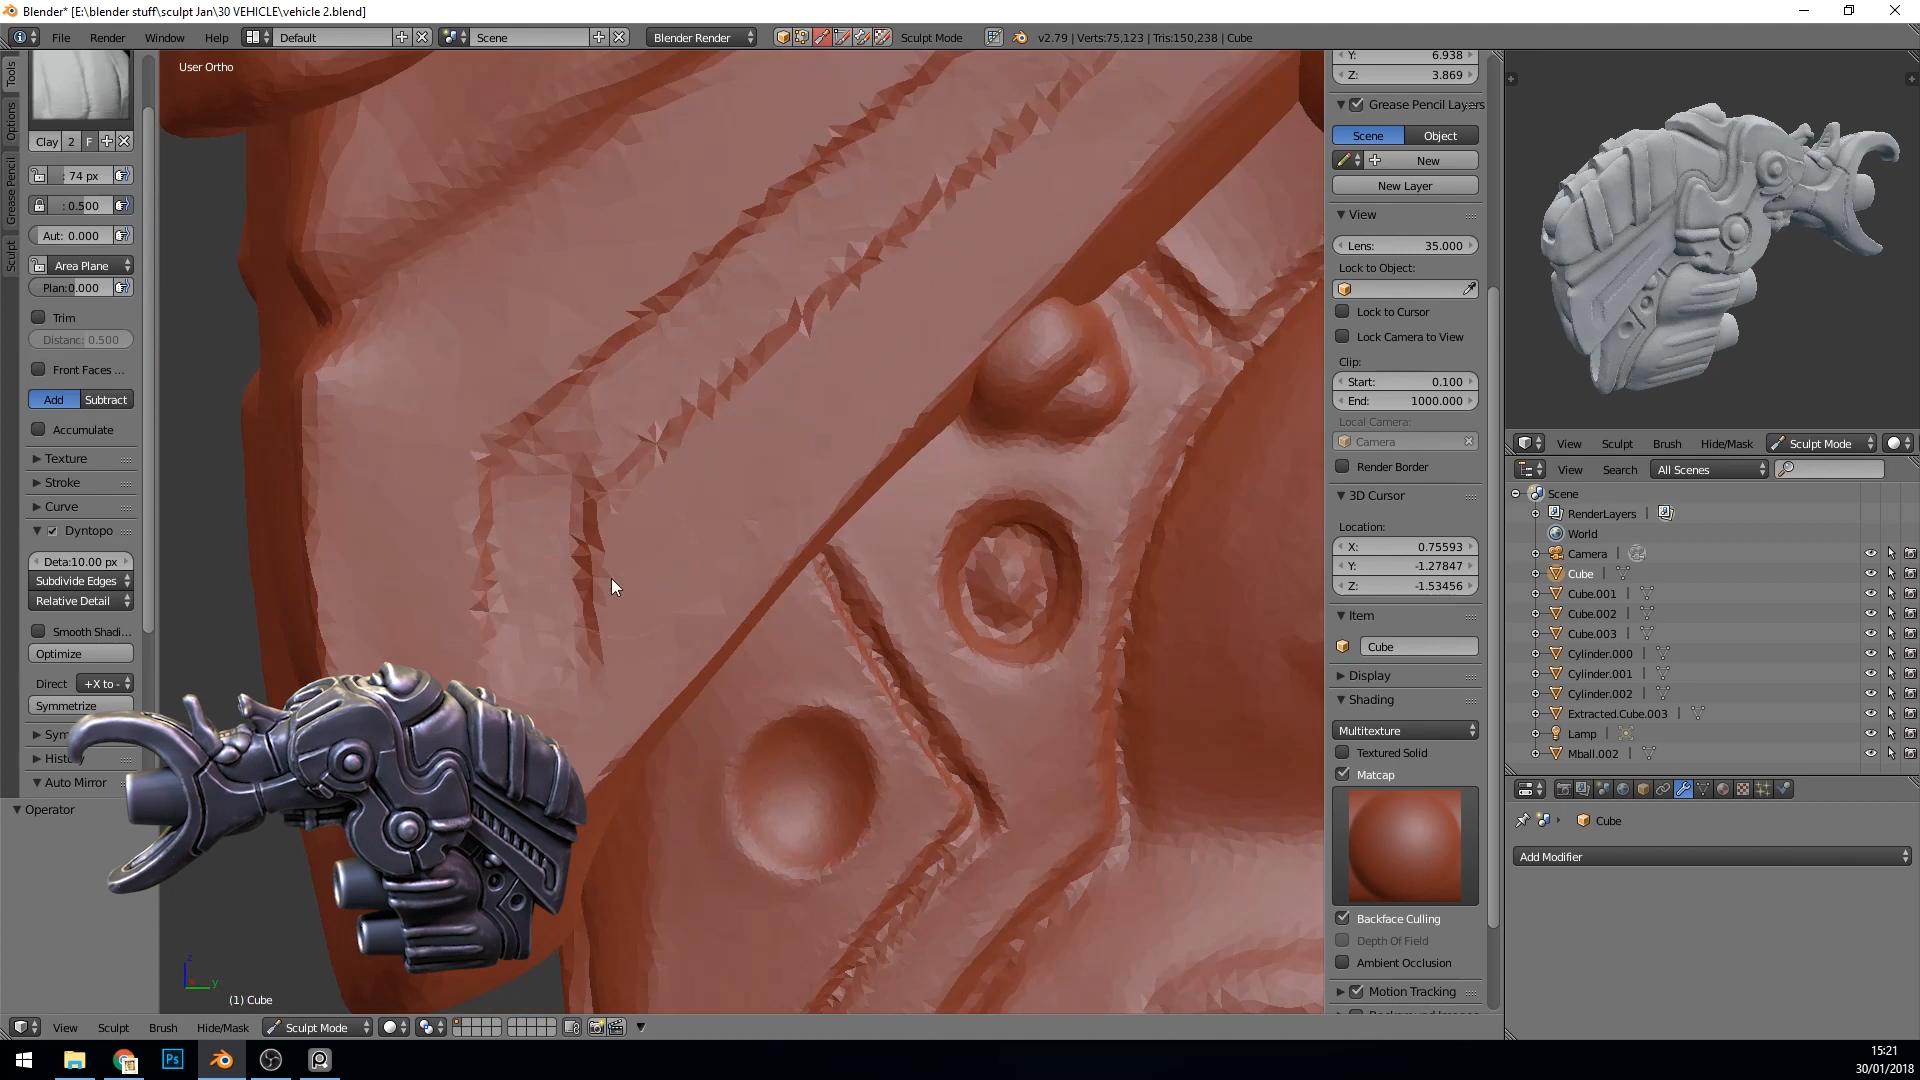 Blender* [E:\blender stuff\sculpt Jan\30 VEHICLE\vehicle 2.blend]
File Render Window Help Default Scene Blender Render Sculpt Mode v2.79 | Verts:75,123 | Tris:150,238 | Cube
Tools
Options
Grease Pencil
Sculpt
Clay 2 F
: 74 px
: 0.500
Aut: 0.000
Area Plane
Plan: 0.000
Trim
Distanc: 0.500
Front Faces ...
Add Subtract
Accumulate
Texture
Stroke
Curve
Dyntopo
Deta: 10.00 px
Subdivide Edges
Relative Detail
Smooth Shadi...
Optimize
Direct +X to -
Symmetrize
Sym
Histo
Auto Mirror
Operator
User Ortho
z
y
(1) Cube
View Sculpt Brush Hide/Mask Sculpt Mode
Y: 6.938
Z: 3.869
Grease Pencil Layers
Scene Object
New
New Layer
View
Lens: 35.000
Lock to Object:
Lock to Cursor
Lock Camera to View
Clip:
Start: 0.100
End: 1000.000
Local Camera:
Camera
Render Border
3D Cursor
Location:
X: 0.75593
Y: -1.27847
Z: -1.53456
Item
Cube
Display
Shading
Multitexture
Textured Solid
Matcap
Backface Culling
Depth Of Field
Ambient Occlusion
Motion Tracking
View Sculpt Brush Hide/Mask Sculpt Mode
View Search All Scenes
Scene
RenderLayers
World
Camera
Cube
Cube.001
Cube.002
Cube.003
Cylinder.000
Cylinder.001
Cylinder.002
Extracted.Cube.003
Lamp
Mball.002
Cube
Add Modifier
Ps
15:21
30/01/2018